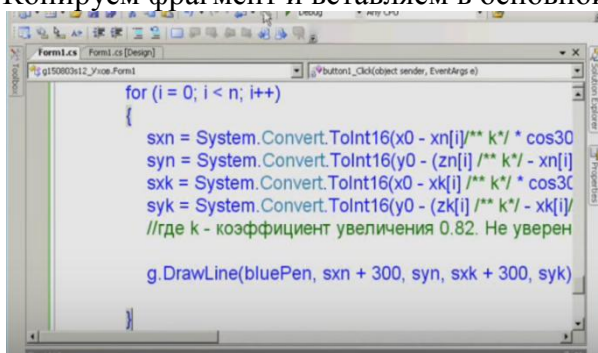 Копируем фрагмент и вставляем в основной
Debug Any CPU
Form1.cs Form1.cs [Design]
g150803s12_Ухов.Form1 button1_Click(object sender, EventArgs e)
Toolbox
Solution Explorer
Properties
for (i = 0; i < n; i++)
{
sxn = System.Convert.ToInt16(x0 - xn[i]/** k*/ * cos30
syn = System.Convert.ToInt16(y0 - (zn[i] /** k*/ - xn[i]
sxk = System.Convert.ToInt16(x0 - xk[i] /** k*/ * cos30
syk = System.Convert.ToInt16(y0 - (zk[i] /** k*/ - xk[i]/
//где k - коэффициент увеличения 0.82. Не уверен
g.DrawLine(bluePen, sxn + 300, syn, sxk + 300, syk)
}